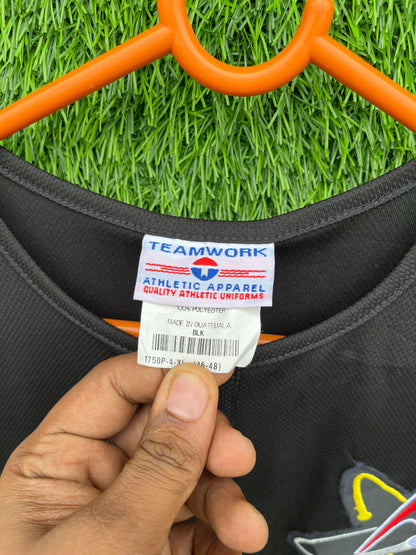 TEAMWORK
ATHLETIC APPAREL
QUALITY ATHLETIC UNIFORMS
100% POLYESTER
MADE IN GUATEMALA
BLK
1750P-4-XL (46-48)